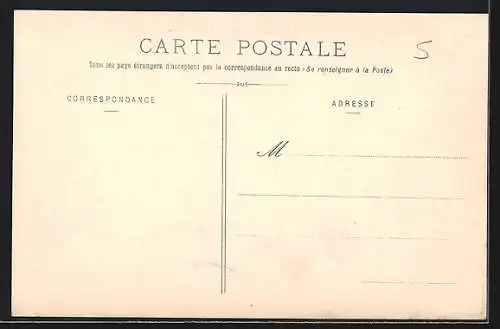 CARTE POSTALE
5
Tous les pays étrangers n'acceptent pas la correspondance au recto (Se renseigner à la Poste)
CORRESPONDANCE
ADRESSE
M